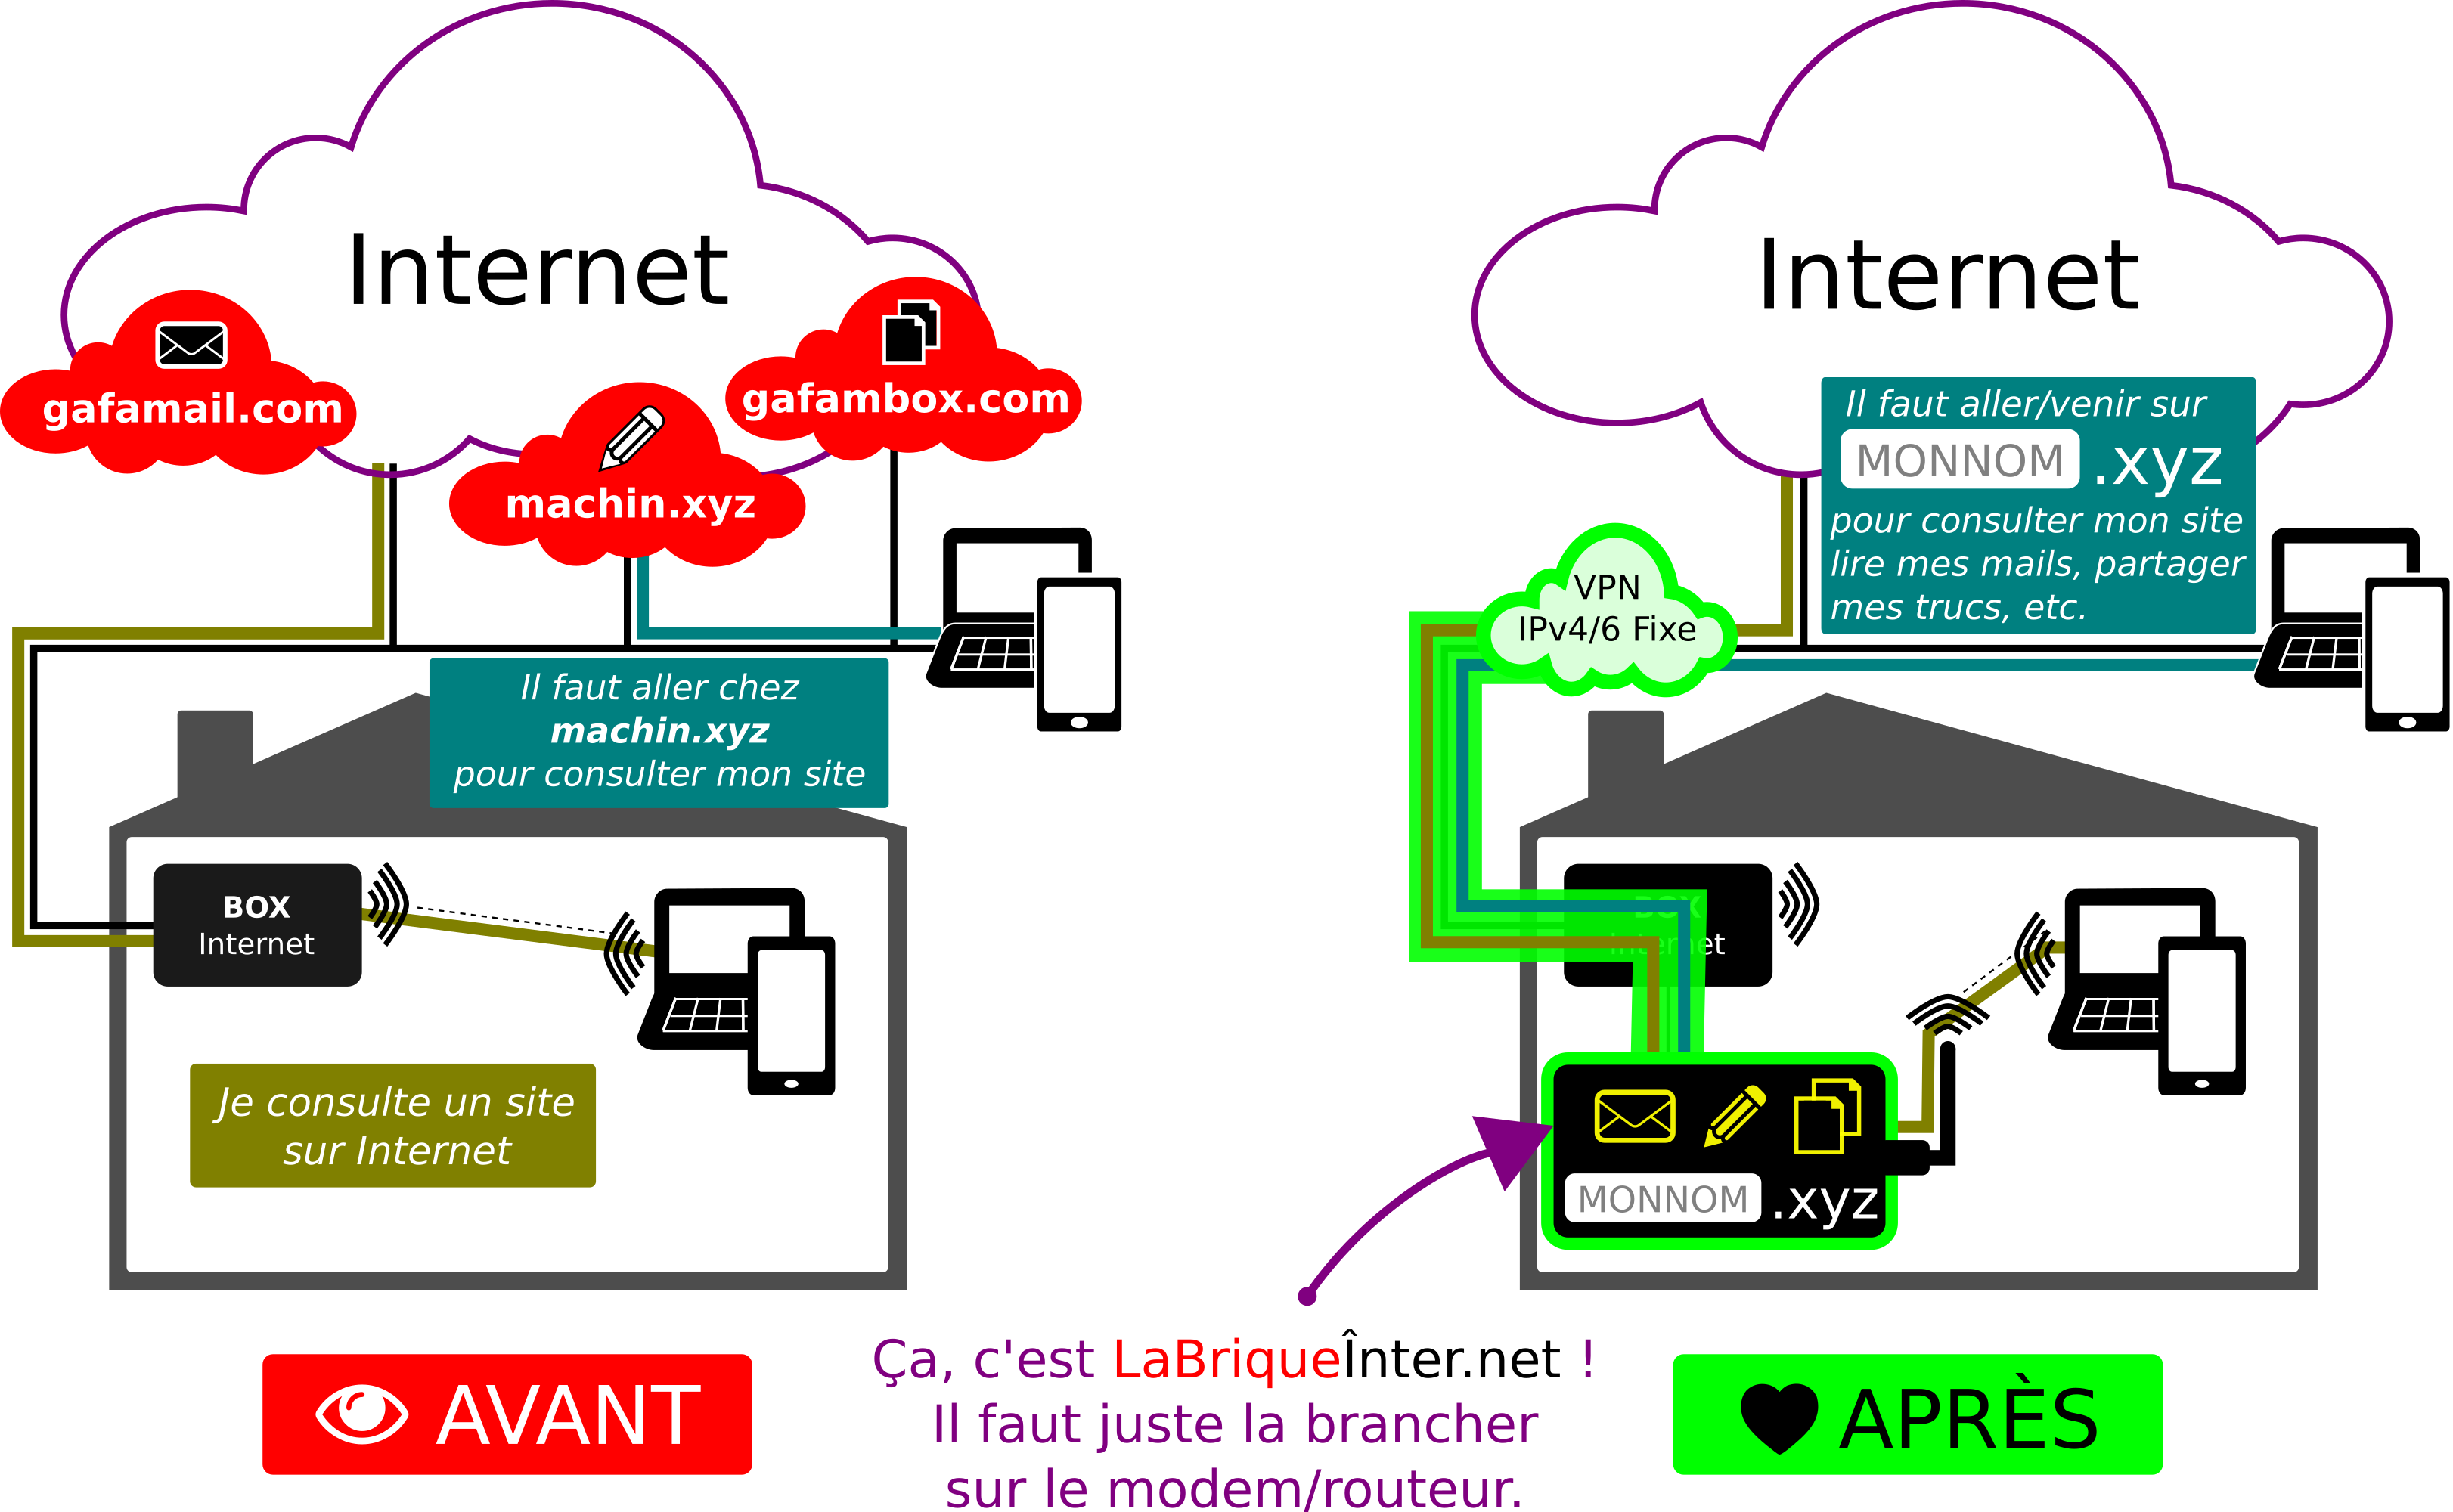 Internet
gafamail.com
machin.xyz
gafambox.com
Il faut aller chez
machin.xyz
pour consulter mon site
BOX
Internet
Je consulte un site
sur Internet
AVANT
Internet
Il faut aller/venir sur
MONNOM .xyz
pour consulter mon site
lire mes mails, partager
mes trucs, etc.
VPN
IPv4/6 Fixe
BOX
Internet
MONNOM .xyz
Ça, c'est LaBriqueÎnter.net !
Il faut juste la brancher
sur le modem/routeur.
APRÈS